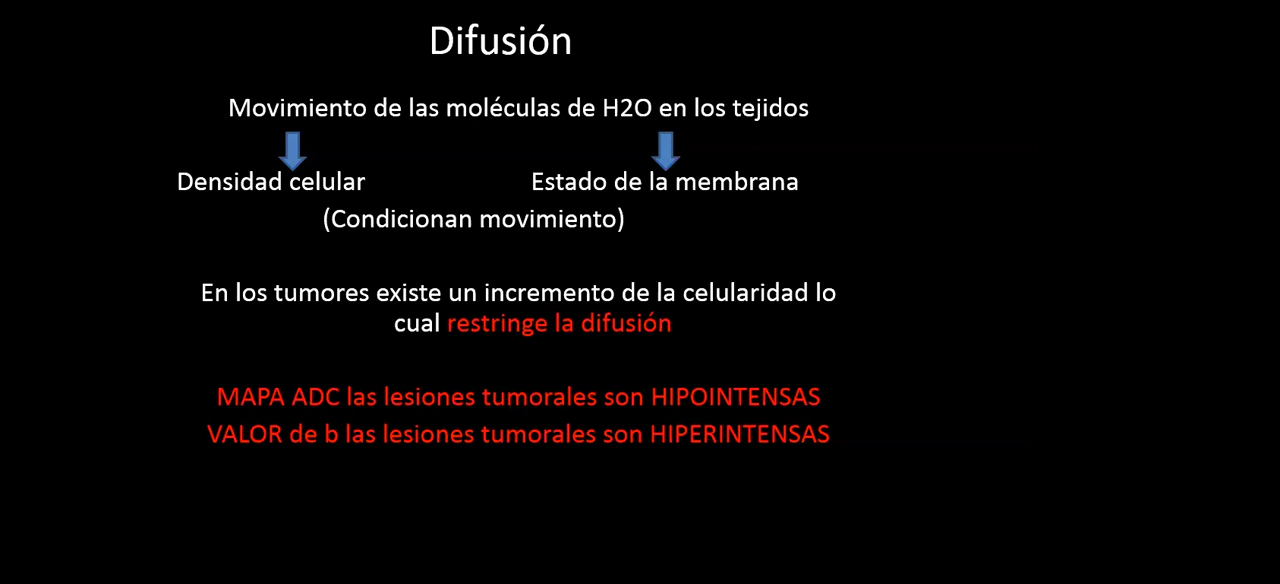 Difusión
Movimiento de las moléculas de H2O en los tejidos
Densidad celular
Estado de la membrana
(Condicionan movimiento)
En los tumores existe un incremento de la celularidad lo
cual restringe la difusión
MAPA ADC las lesiones tumorales son HIPOINTENSAS
VALOR de b las lesiones tumorales son HIPERINTENSAS